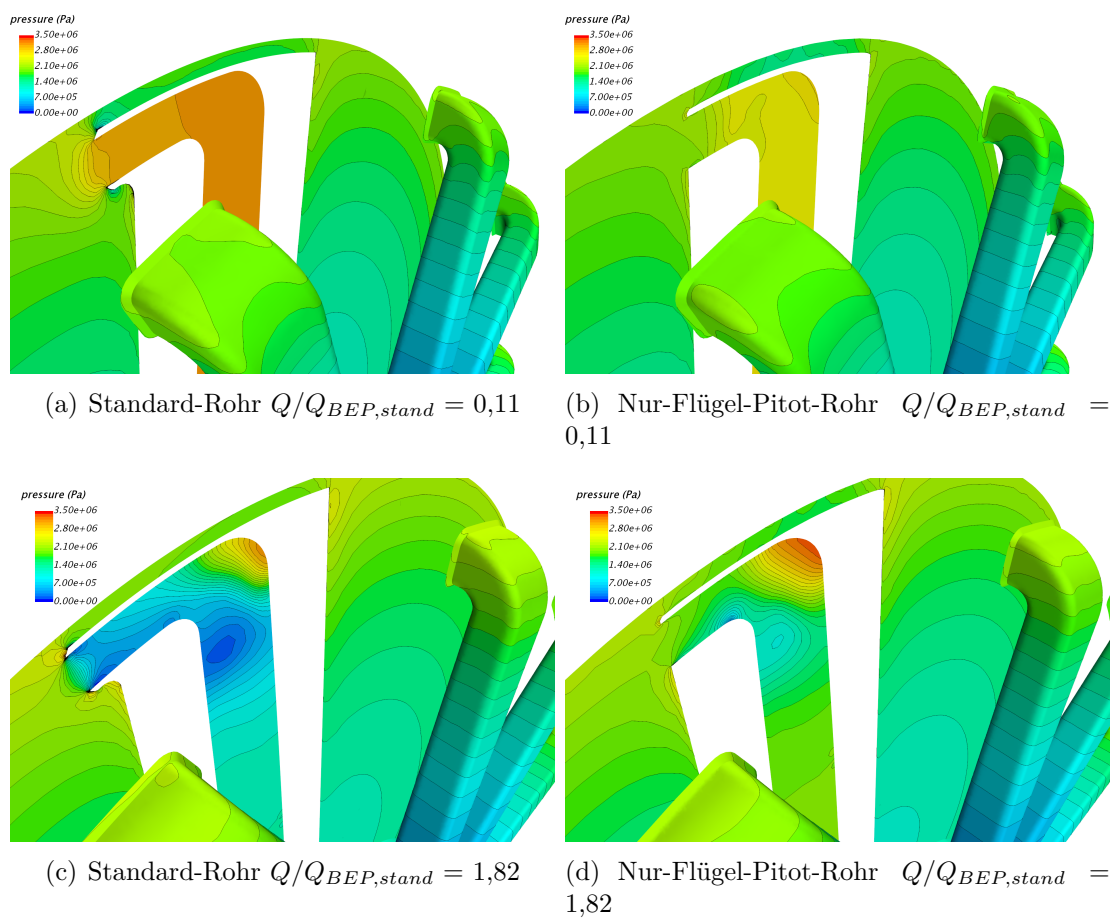 pressure (Pa)
3.50e+06
2.80e+06
2.10e+06
1.40e+06
7.00e+05
0.00e+00
pressure (Pa)
3.50e+06
2.80e+06
2.10e+06
1.40e+06
7.00e+05
0.00e+00
(a) Standard-Rohr Q/Q_{BEP,stand} = 0,11
(b) Nur-Flügel-Pitot-Rohr Q/Q_{BEP,stand} =
0,11
pressure (Pa)
3.50e+06
2.80e+06
2.10e+06
1.40e+06
7.00e+05
0.00e+00
pressure (Pa)
3.50e+06
2.80e+06
2.10e+06
1.40e+06
7.00e+05
0.00e+00
(c) Standard-Rohr Q/Q_{BEP,stand} = 1,82
(d) Nur-Flügel-Pitot-Rohr Q/Q_{BEP,stand} =
1,82